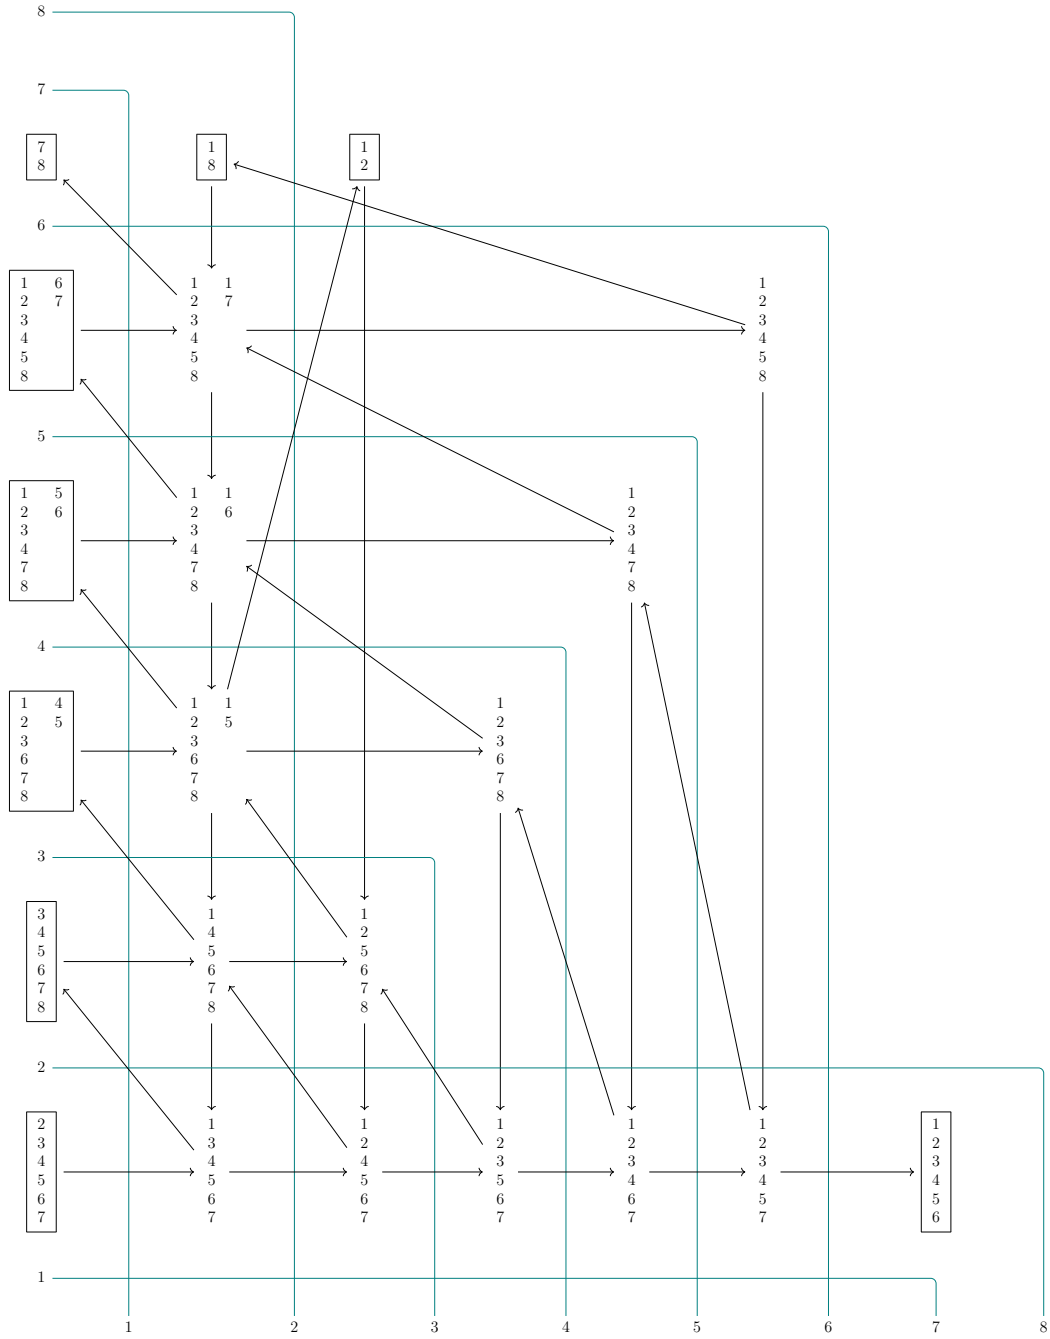 8
7
7 1 1
8 8 2
6
1 6 1 1 1
2 7 2 7 2
3 3 3
4 4 4
5 5 5
8 8 8
5
1 5 1 1 1
2 6 2 6 2
3 3 3
4 4 4
7 7 7
8 8 8
4
1 4 1 1 1
2 5 2 5 2
3 3 3
6 6 6
7 7 7
8 8 8
3
3 1 1
4 4 2
5 5 5
6 6 6
7 7 7
8 8 8
2
2 1 1 1 1 1 1
3 3 2 2 2 2 2
4 4 4 3 3 3 3
5 5 5 5 4 4 4
6 6 6 6 6 5 5
7 7 7 7 7 7 6
1
1 2 3 4 5 6 7 8